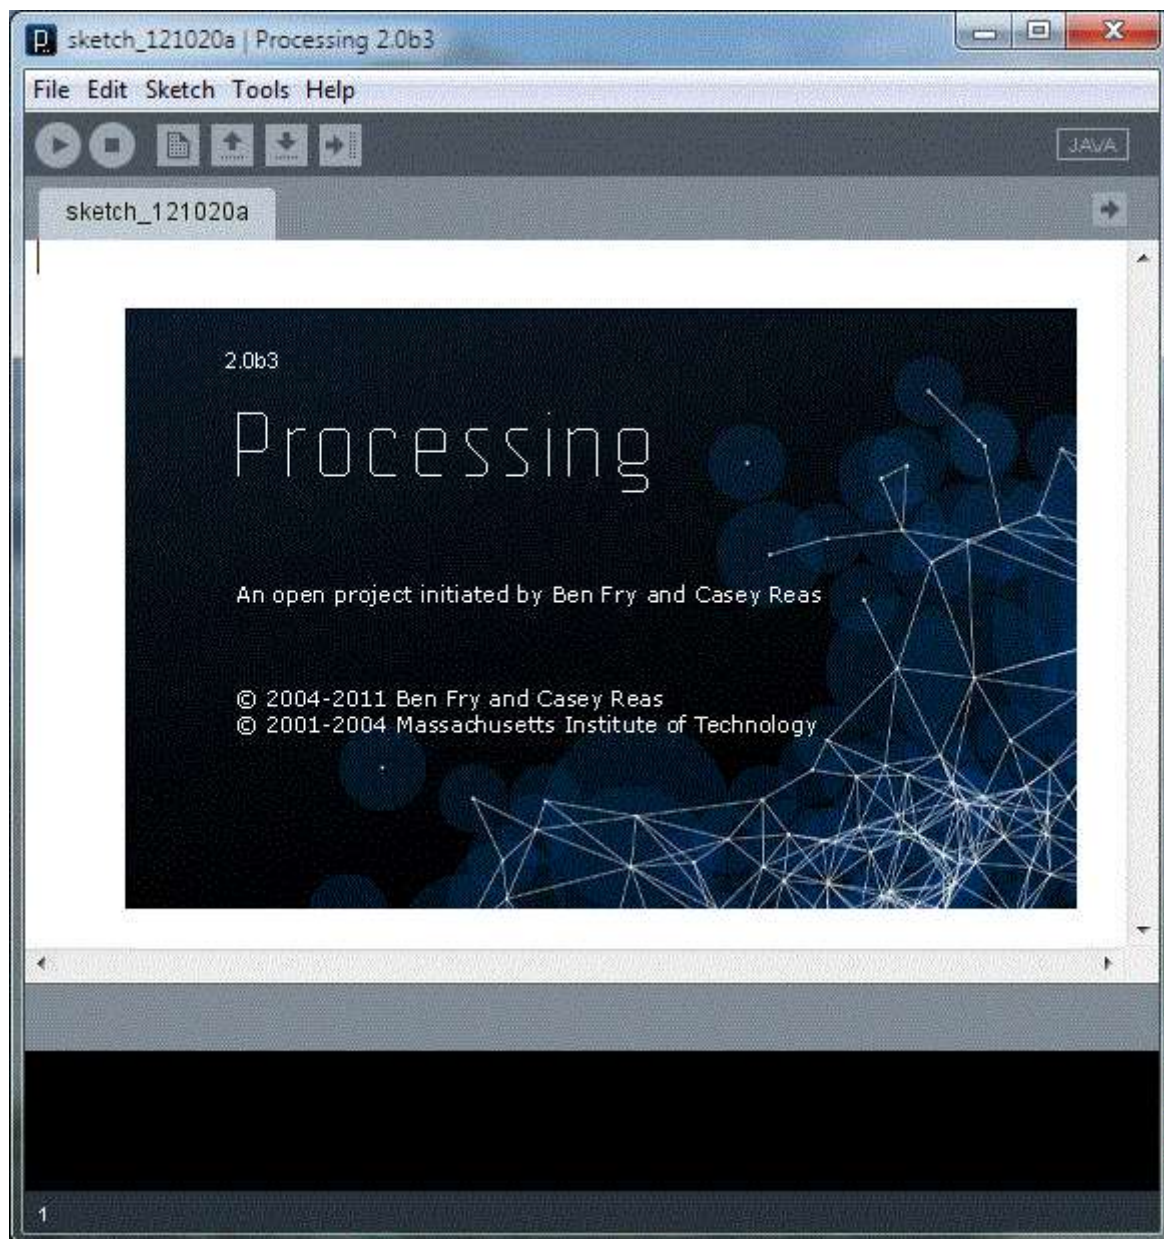 sketch_121020a | Processing 2.0b3
File Edit Sketch Tools Help
JAVA
sketch_121020a
2.0b3
Processing
An open project initiated by Ben Fry and Casey Reas
© 2004-2011 Ben Fry and Casey Reas
© 2001-2004 Massachusetts Institute of Technology
1